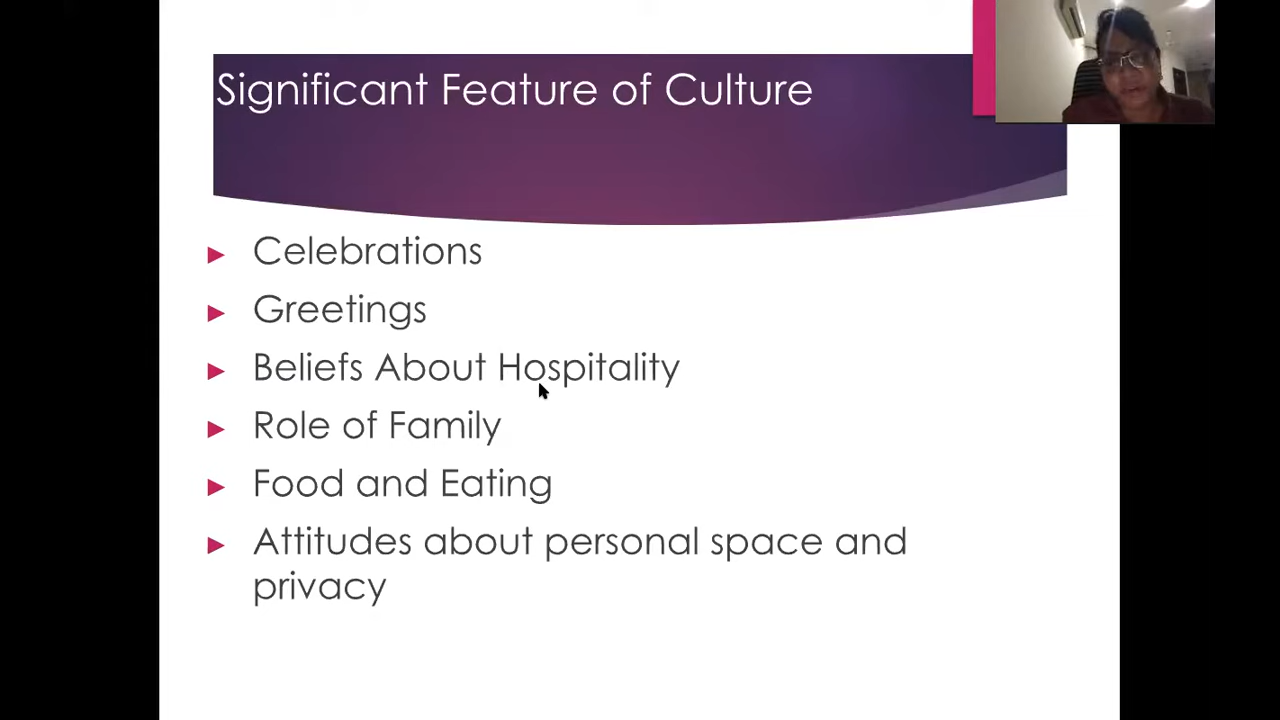 Significant Feature of Culture
Celebrations
Greetings
Beliefs About Hospitality
Role of Family
Food and Eating
Attitudes about personal space and
privacy